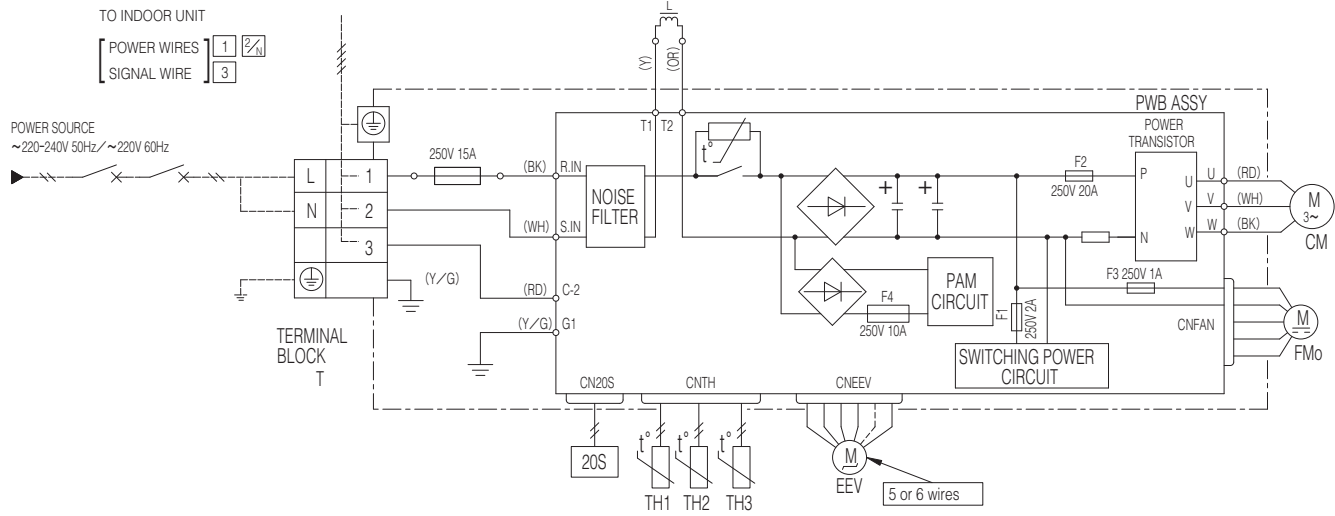 TO INDOOR UNIT
POWER WIRES 1 2/N
SIGNAL WIRE 3
POWER SOURCE
~220-240V 50Hz/~220V 60Hz
L 1
N 2
3
TERMINAL
BLOCK
T
(Y/G)
250V 15A
(BK)
R.IN
(WH)
S.IN
(RD)
C-2
(Y/G)
G1
NOISE
FILTER
L
(Y)
(OR)
T1
T2
t°
+
+
PWB ASSY
POWER
TRANSISTOR
F2
250V 20A
P
N
U
V
W
U
V
W
(RD)
(WH)
(BK)
M
3~
CM
F4
250V 10A
PAM
CIRCUIT
F1
250V 2A
F3 250V 1A
SWITCHING POWER
CIRCUIT
CNFAN
M
FMo
CN20S
CNTH
CNEEV
20S
t°
t°
t°
TH1
TH2
TH3
M
EEV
5 or 6 wires